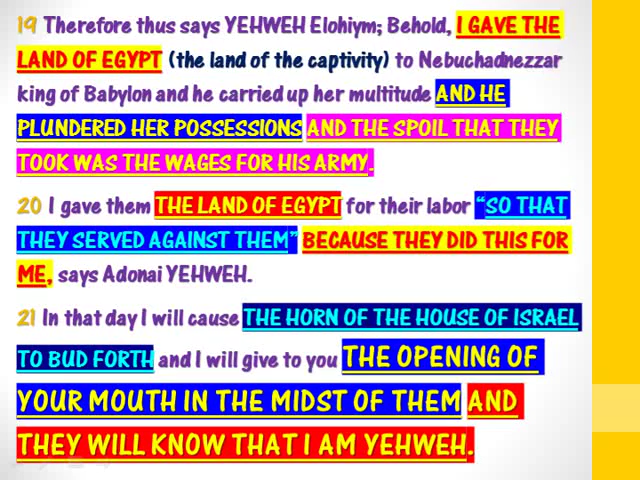 19 Therefore thus says YEHWEH Elohiym; Behold, I GAVE THE
LAND OF EGYPT (the land of the captivity) to Nebuchadnezzar
king of Babylon and he carried up her multitude AND HE
PLUNDERED HER POSSESSIONS AND THE SPOIL THAT THEY
TOOK WAS THE WAGES FOR HIS ARMY.
20 I gave them THE LAND OF EGYPT for their labor “SO THAT
THEY SERVED AGAINST THEM” BECAUSE THEY DID THIS FOR
ME, says Adonai YEHWEH.
21 In that day I will cause THE HORN OF THE HOUSE OF ISRAEL
TO BUD FORTH and I will give to you THE OPENING OF
YOUR MOUTH IN THE MIDST OF THEM AND
THEY WILL KNOW THAT I AM YEHWEH.